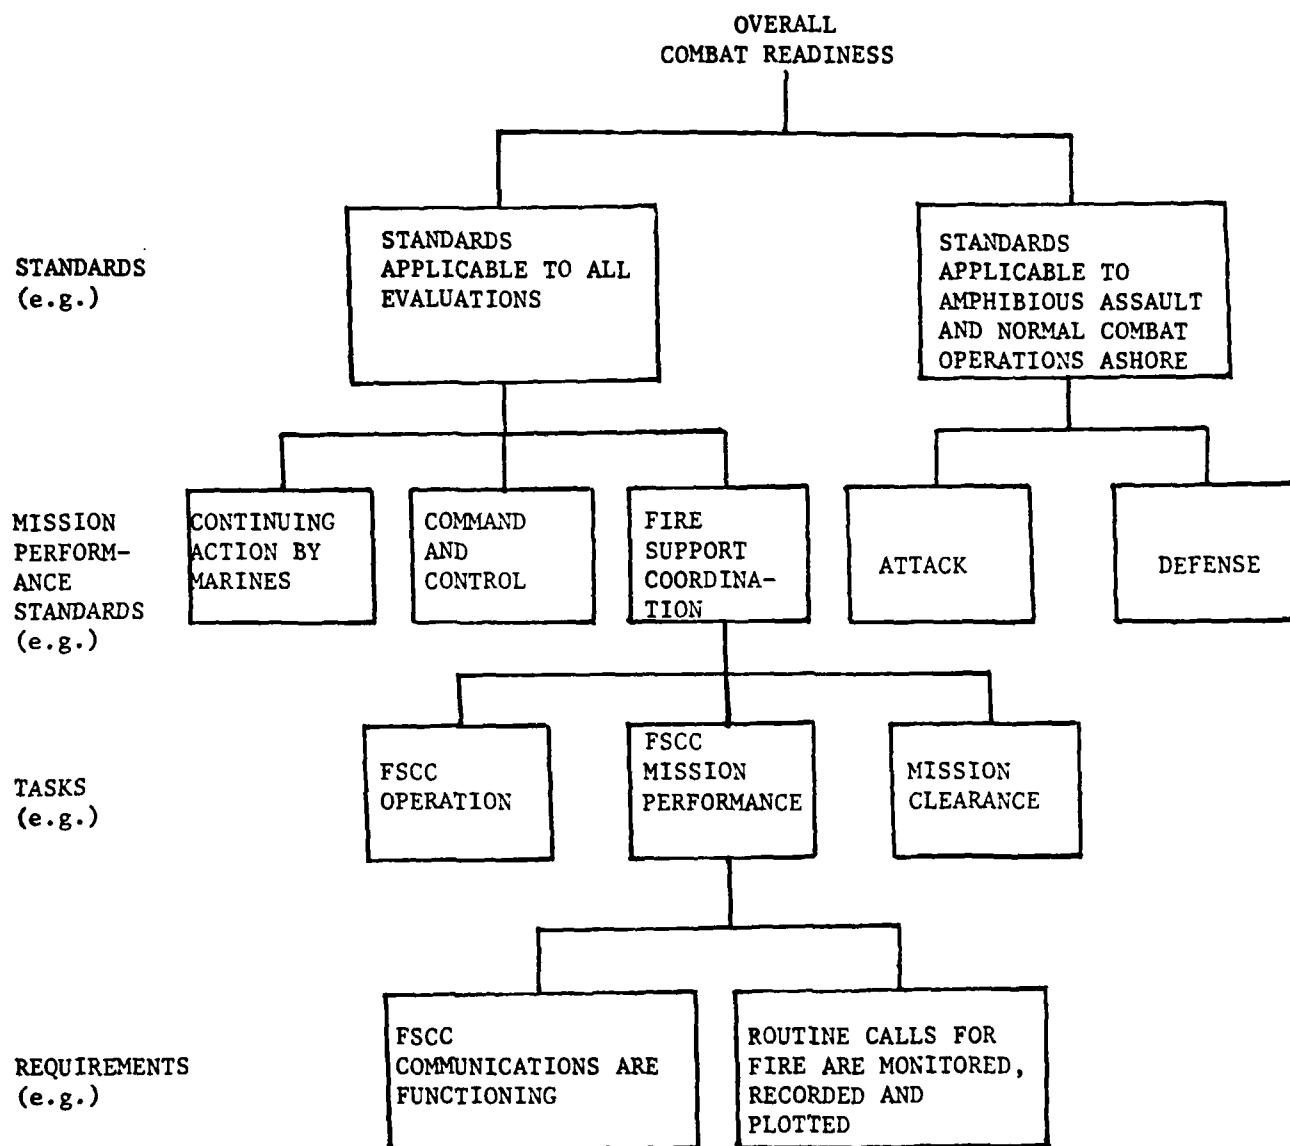 OVERALL
COMBAT READINESS
STANDARDS
(e.g.)
STANDARDS
APPLICABLE TO ALL
EVALUATIONS
STANDARDS
APPLICABLE TO
AMPHIBIOUS ASSAULT
AND NORMAL COMBAT
OPERATIONS ASHORE
MISSION
PERFORM-
ANCE
STANDARDS
(e.g.)
CONTINUING
ACTION BY
MARINES
COMMAND
AND
CONTROL
FIRE
SUPPORT
COORDINA-
TION
ATTACK
DEFENSE
TASKS
(e.g.)
FSCC
OPERATION
FSCC
MISSION
PERFORMANCE
MISSION
CLEARANCE
REQUIREMENTS
(e.g.)
FSCC
COMMUNICATIONS ARE
FUNCTIONING
ROUTINE CALLS FOR
FIRE ARE MONITORED,
RECORDED AND
PLOTTED